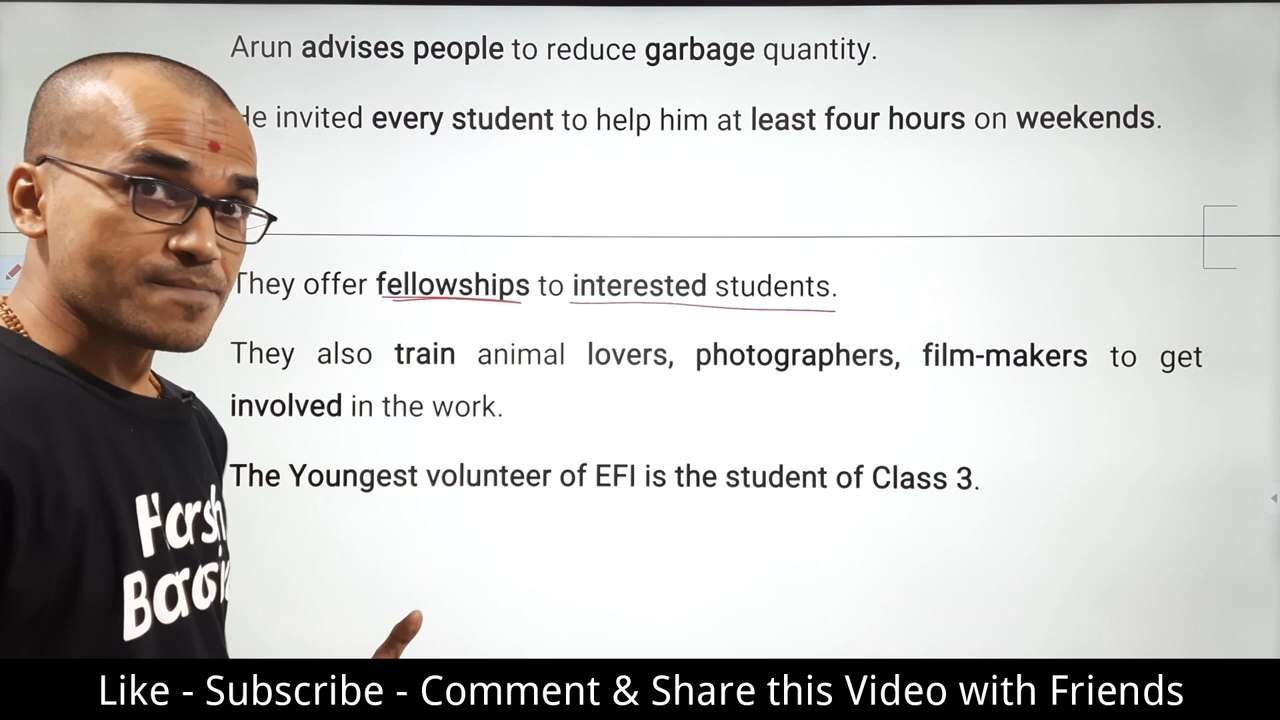 Arun advises people to reduce garbage quantity.
He invited every student to help him at least four hours on weekends.
They offer fellowships to interested students.
They also train animal lovers, photographers, film-makers to get
involved in the work.
The Youngest volunteer of EFI is the student of Class 3.
Harsh
Like - Subscribe - Comment & Share this Video with Friends